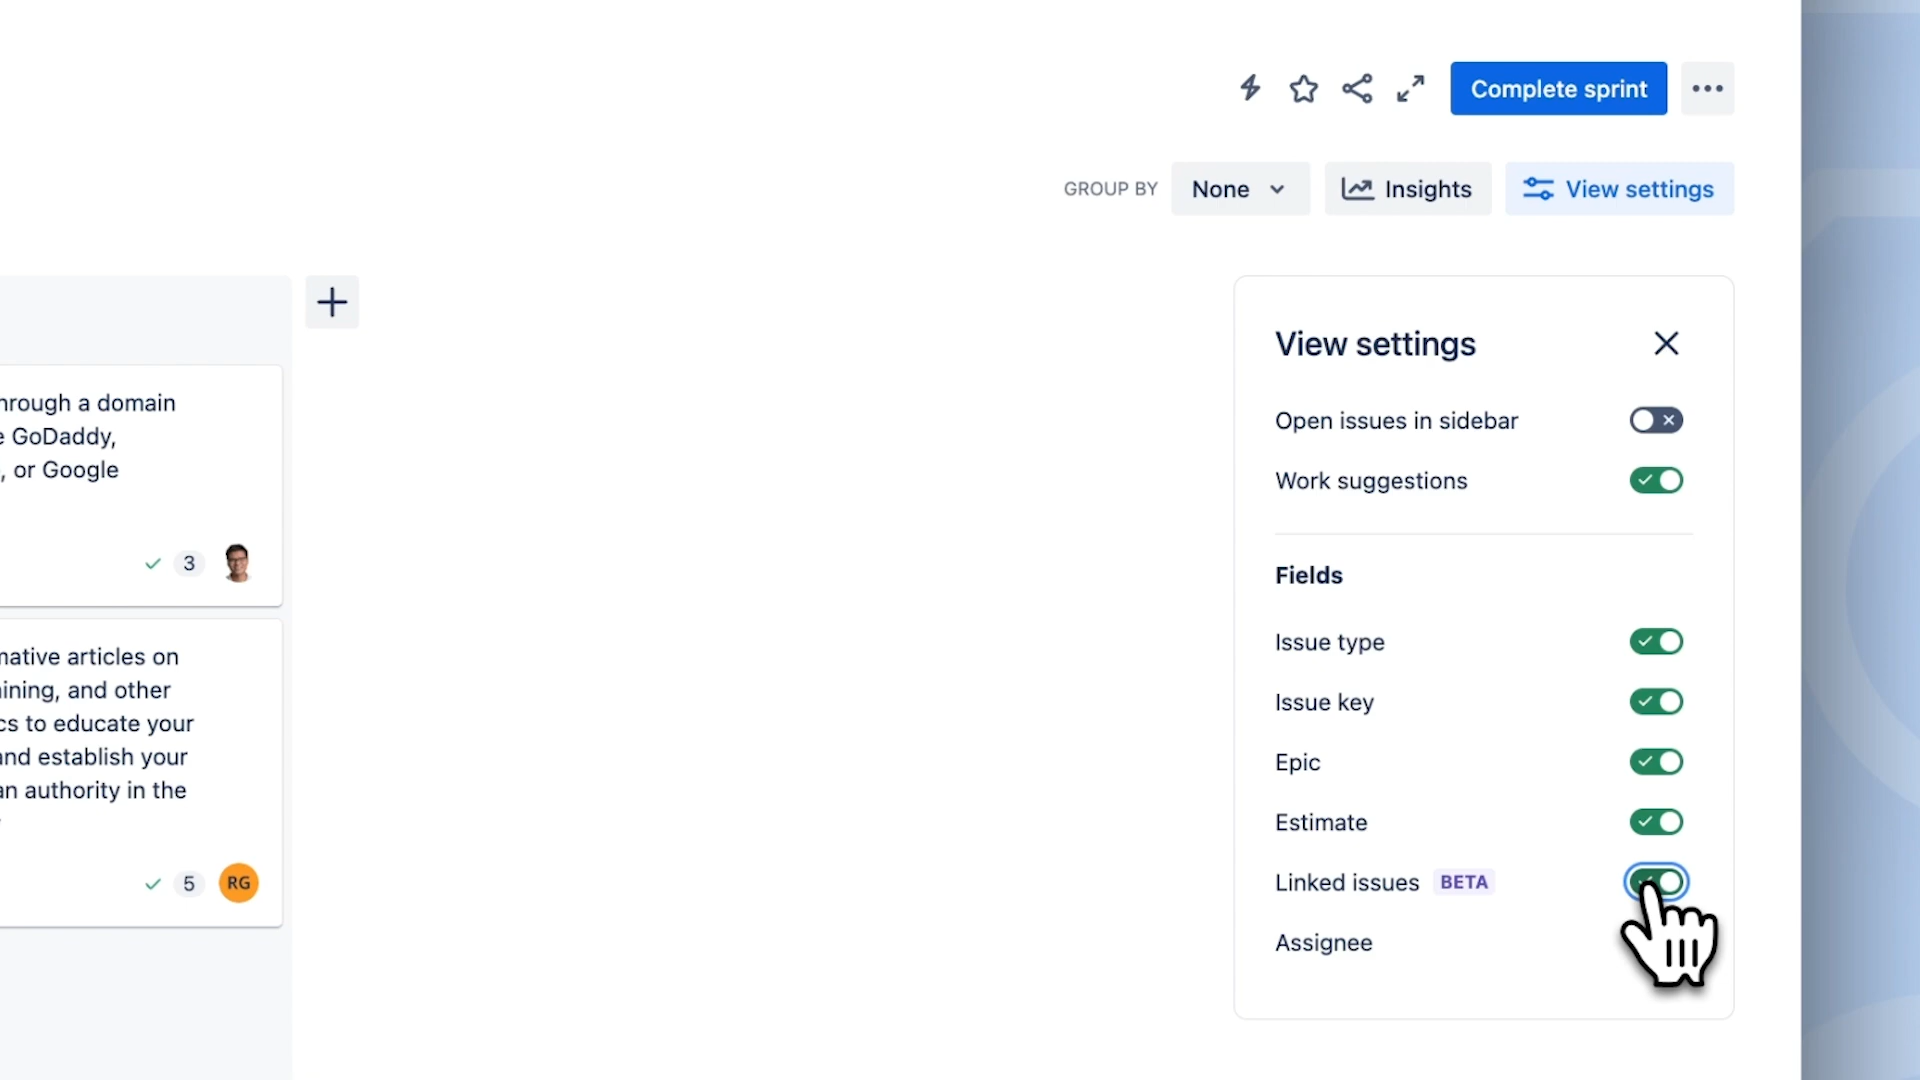 Complete sprint
GROUP BY None Insights View settings
hrough a domain
e GoDaddy,
, or Google
3
mative articles on
ining, and other
cs to educate your
and establish your
an authority in the
5 RG
View settings
Open issues in sidebar
Work suggestions
Fields
Issue type
Issue key
Epic
Estimate
Linked issues BETA
Assignee